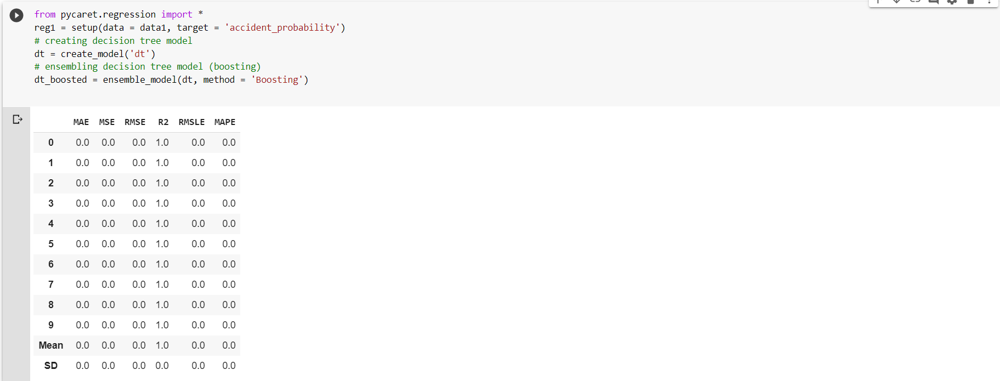 from pycaret.regression import *
reg1 = setup(data = data1, target = 'accident_probability')
# creating decision tree model
dt = create_model('dt')
# ensembling decision tree model (boosting)
dt_boosted = ensemble_model(dt, method = 'Boosting')
MAE MSE RMSE R2 RMSLE MAPE
0 0.0 0.0 0.0 1.0 0.0 0.0
1 0.0 0.0 0.0 1.0 0.0 0.0
2 0.0 0.0 0.0 1.0 0.0 0.0
3 0.0 0.0 0.0 1.0 0.0 0.0
4 0.0 0.0 0.0 1.0 0.0 0.0
5 0.0 0.0 0.0 1.0 0.0 0.0
6 0.0 0.0 0.0 1.0 0.0 0.0
7 0.0 0.0 0.0 1.0 0.0 0.0
8 0.0 0.0 0.0 1.0 0.0 0.0
9 0.0 0.0 0.0 1.0 0.0 0.0
Mean 0.0 0.0 0.0 1.0 0.0 0.0
SD 0.0 0.0 0.0 0.0 0.0 0.0